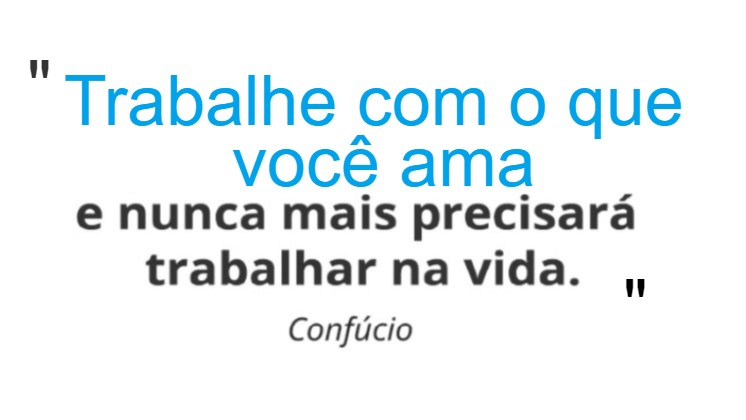 " Trabalhe com o que
você ama
e nunca mais precisará
trabalhar na vida. "
Confúcio